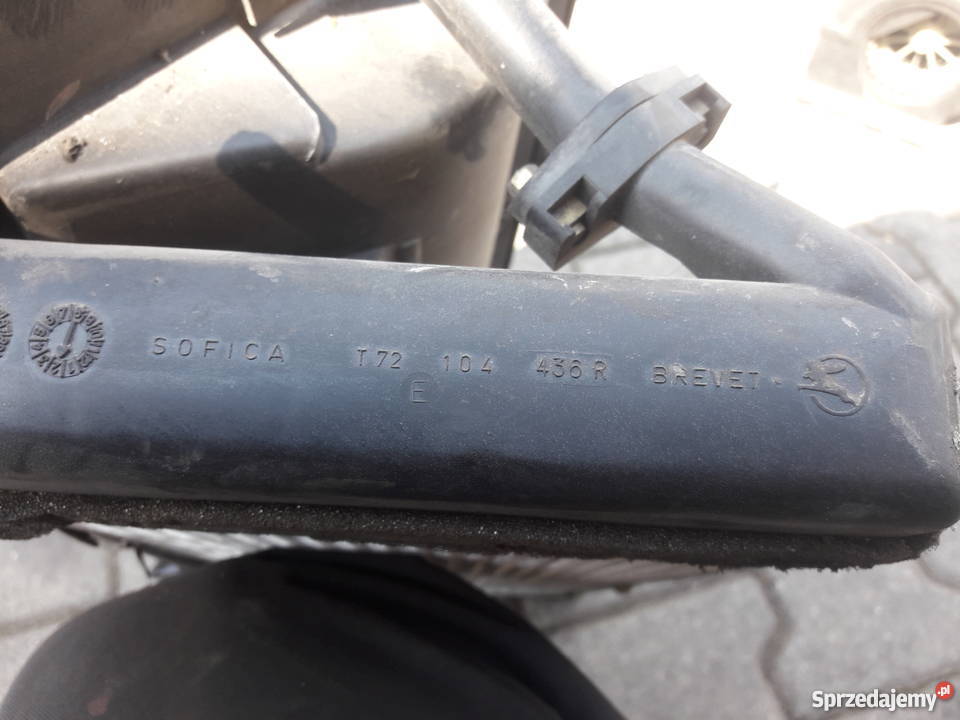 SOFICA T72 104 436R BREVET
E
Sprzedajemy.pl